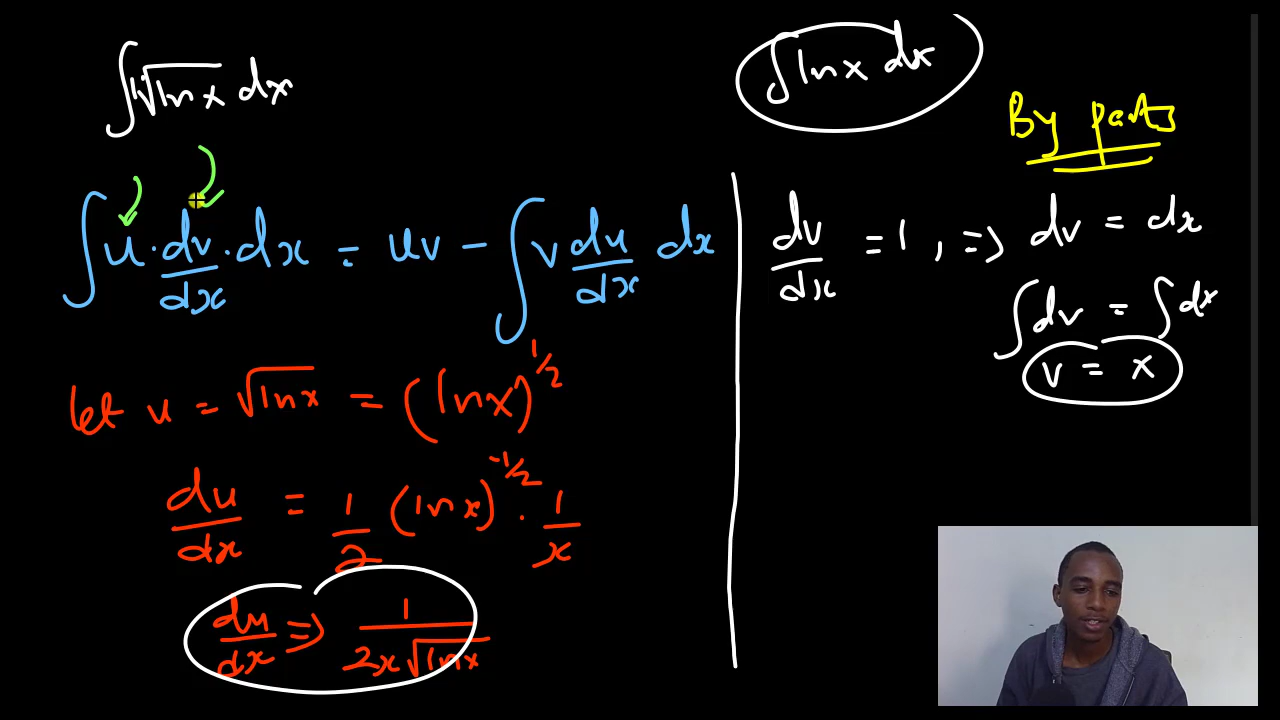 ∫1·√ln x dx
∫ln x dx
By parts
∫u·dv/dx·dx = uv - ∫v du/dx dx
let u = √ln x = (ln x)^1/2
du/dx = 1/2 (ln x)^-1/2 · 1/x
du/dx ⇒ 1/(2x√ln x)
dv/dx = 1, ⇒ dv = dx
∫dv = ∫dx
v = x